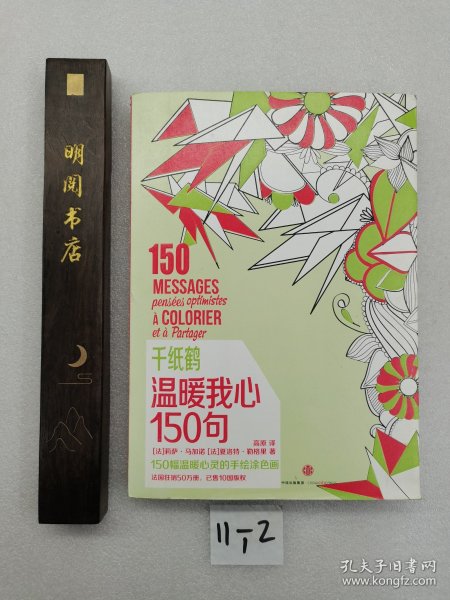 明阅书店
150
MESSAGES
pensées optimistes
À COLORIER
et à Partager
千纸鹤
温暖我心
150句
高原 译
[法]莉萨·马加诺 [法]夏洛特·勒格里 著
150幅温暖心灵的手绘涂色画
法国狂销50万册，已售10国版权
中信出版集团
11-2
孔夫子旧书网
www.kongfz.com